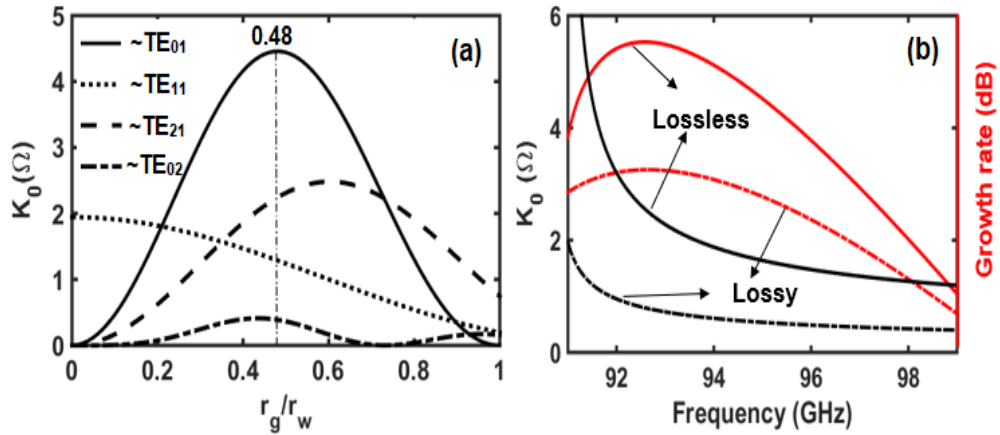 5
4
3
2
1
0
K₀ (Ω)
~TE₀₁
~TE₁₁
~TE₂₁
~TE₀₂
0.48
(a)
0 0.2 0.4 0.6 0.8 1
r_g/r_w
6
4
2
0
K₀ (Ω)
(b)
Lossless
Lossy
92 94 96 98
Frequency (GHz)
Growth rate (dB)